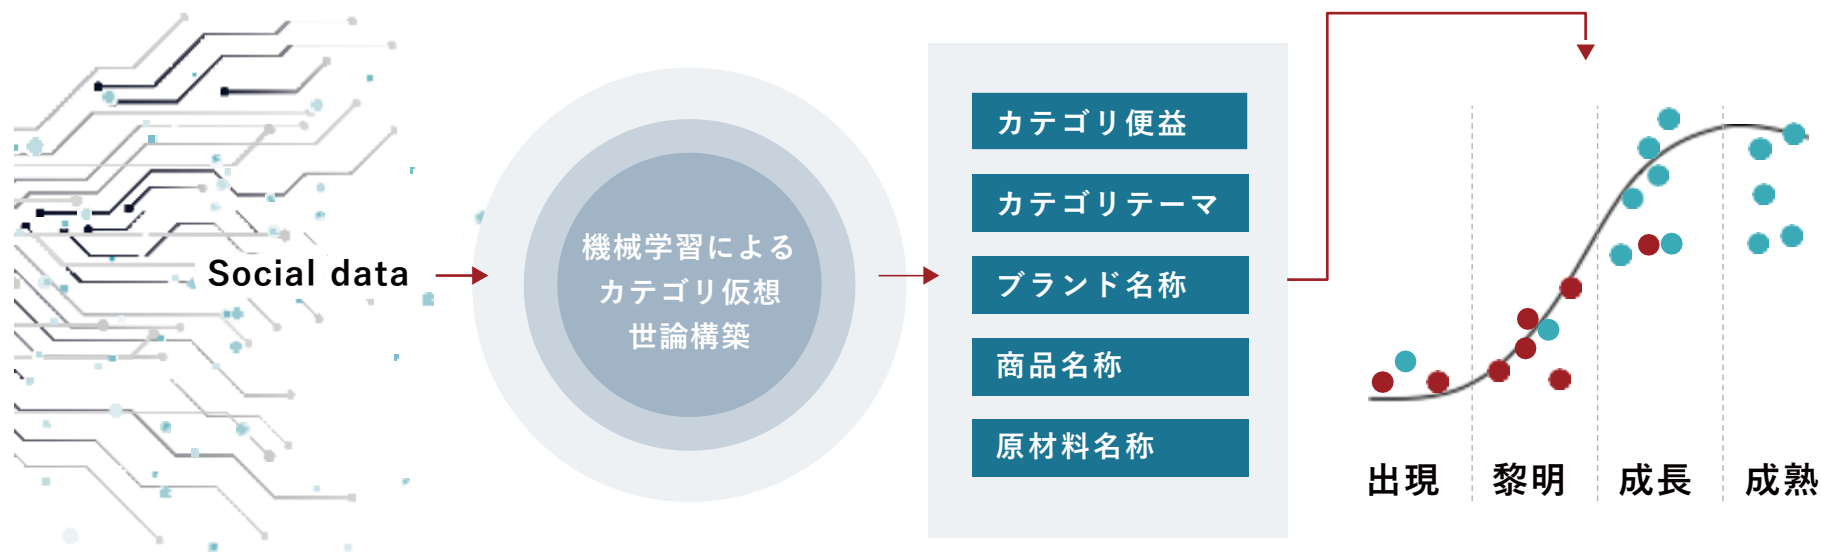 Social data
機械学習による
カテゴリ仮想
世論構築
カテゴリ便益
カテゴリテーマ
ブランド名称
商品名称
原材料名称
出現
黎明
成長
成熟